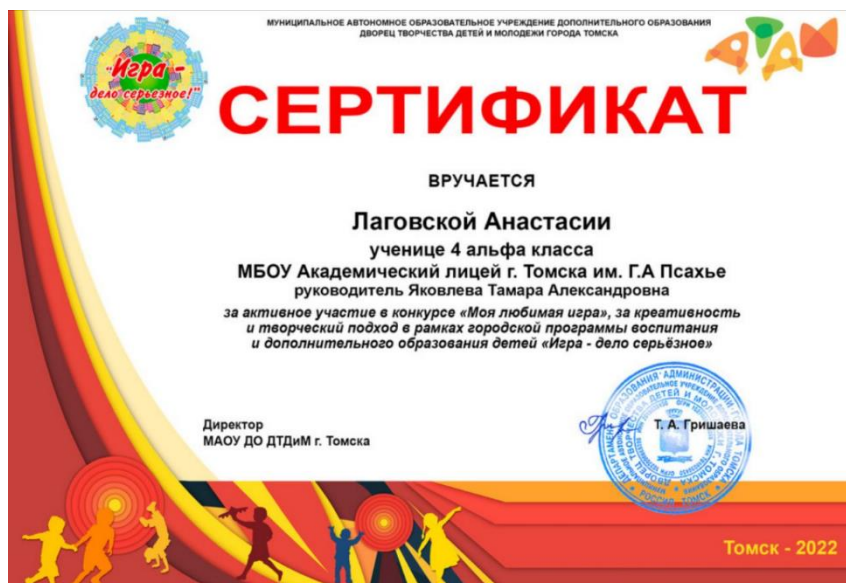 МУНИЦИПАЛЬНОЕ АВТОНОМНОЕ ОБРАЗОВАТЕЛЬНОЕ УЧРЕЖДЕНИЕ ДОПОЛНИТЕЛЬНОГО ОБРАЗОВАНИЯ
ДВОРЕЦ ТВОРЧЕСТВА ДЕТЕЙ И МОЛОДЕЖИ ГОРОДА ТОМСКА
"Игра -
дело серьезное!"
СЕРТИФИКАТ
ВРУЧАЕТСЯ
Лаговской Анастасии
ученице 4 альфа класса
МБОУ Академический лицей г. Томска им. Г.А Псахье
руководитель Яковлева Тамара Александровна
за активное участие в конкурсе «Моя любимая игра», за креативность
и творческий подход в рамках городской программы воспитания
и дополнительного образования детей «Игра - дело серьёзное»
Директор
МАОУ ДО ДТДиМ г. Томска
Т. А. Гришаева
Томск - 2022